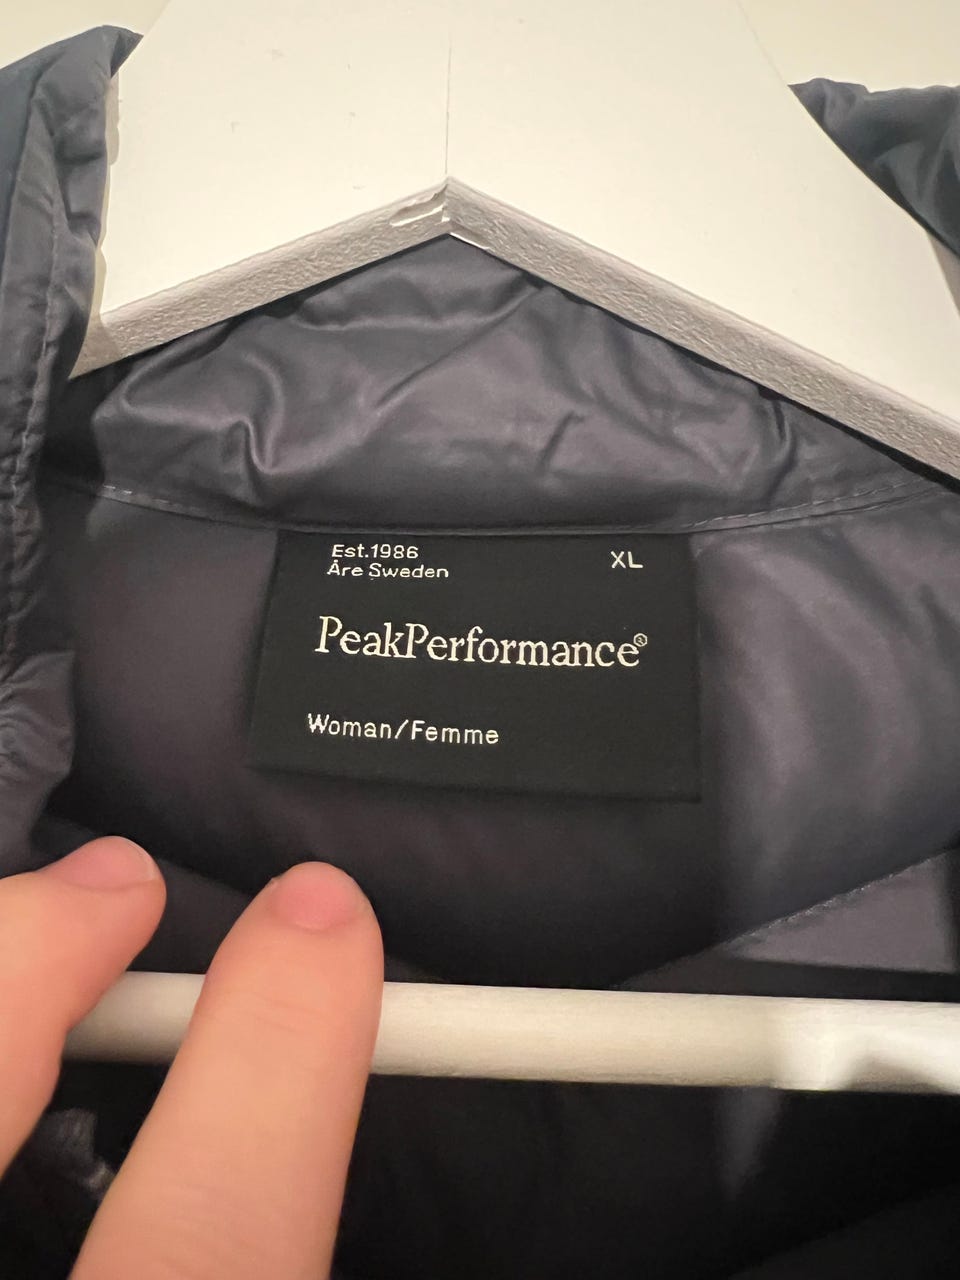 Est.1986
Åre Sweden
XL
PeakPerformance®
Woman/Femme